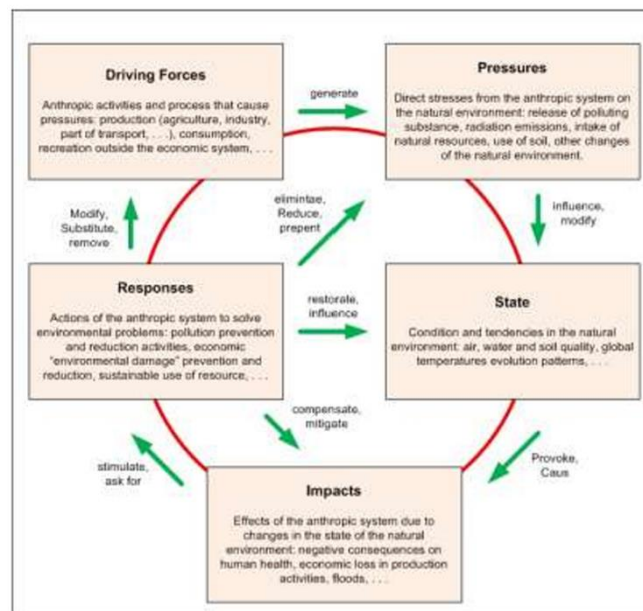 Driving Forces
Anthropic activities and process that cause
pressures: production (agriculture, industry,
part of transport, . . .), consumption,
recreation outside the economic system, . . .
generate
Pressures
Direct stresses from the anthropic system on
the natural environment: release of polluting
substance, radiation emissions, intake of
natural resources, use of soil, other changes
of the natural environment.
Modify,
Substitute,
remove
elimintae,
Reduce,
prepent
influence,
modify
Responses
Actions of the anthropic system to solve
environmental problems: pollution prevention
and reduction activities, economic
"environmental damage" prevention and
reduction, sustainable use of resource, . . .
restorate,
influence
State
Condition and tendencies in the natural
environment: air, water and soil quality, global
temperatures evolution patterns, . . .
compensate,
mitigate
stimulate,
ask for
Provoke,
Caus
Impacts
Effects of the anthropic system due to
changes in the state of the natural
environment: negative consequences on
human health, economic loss in production
activities, floods, . . .